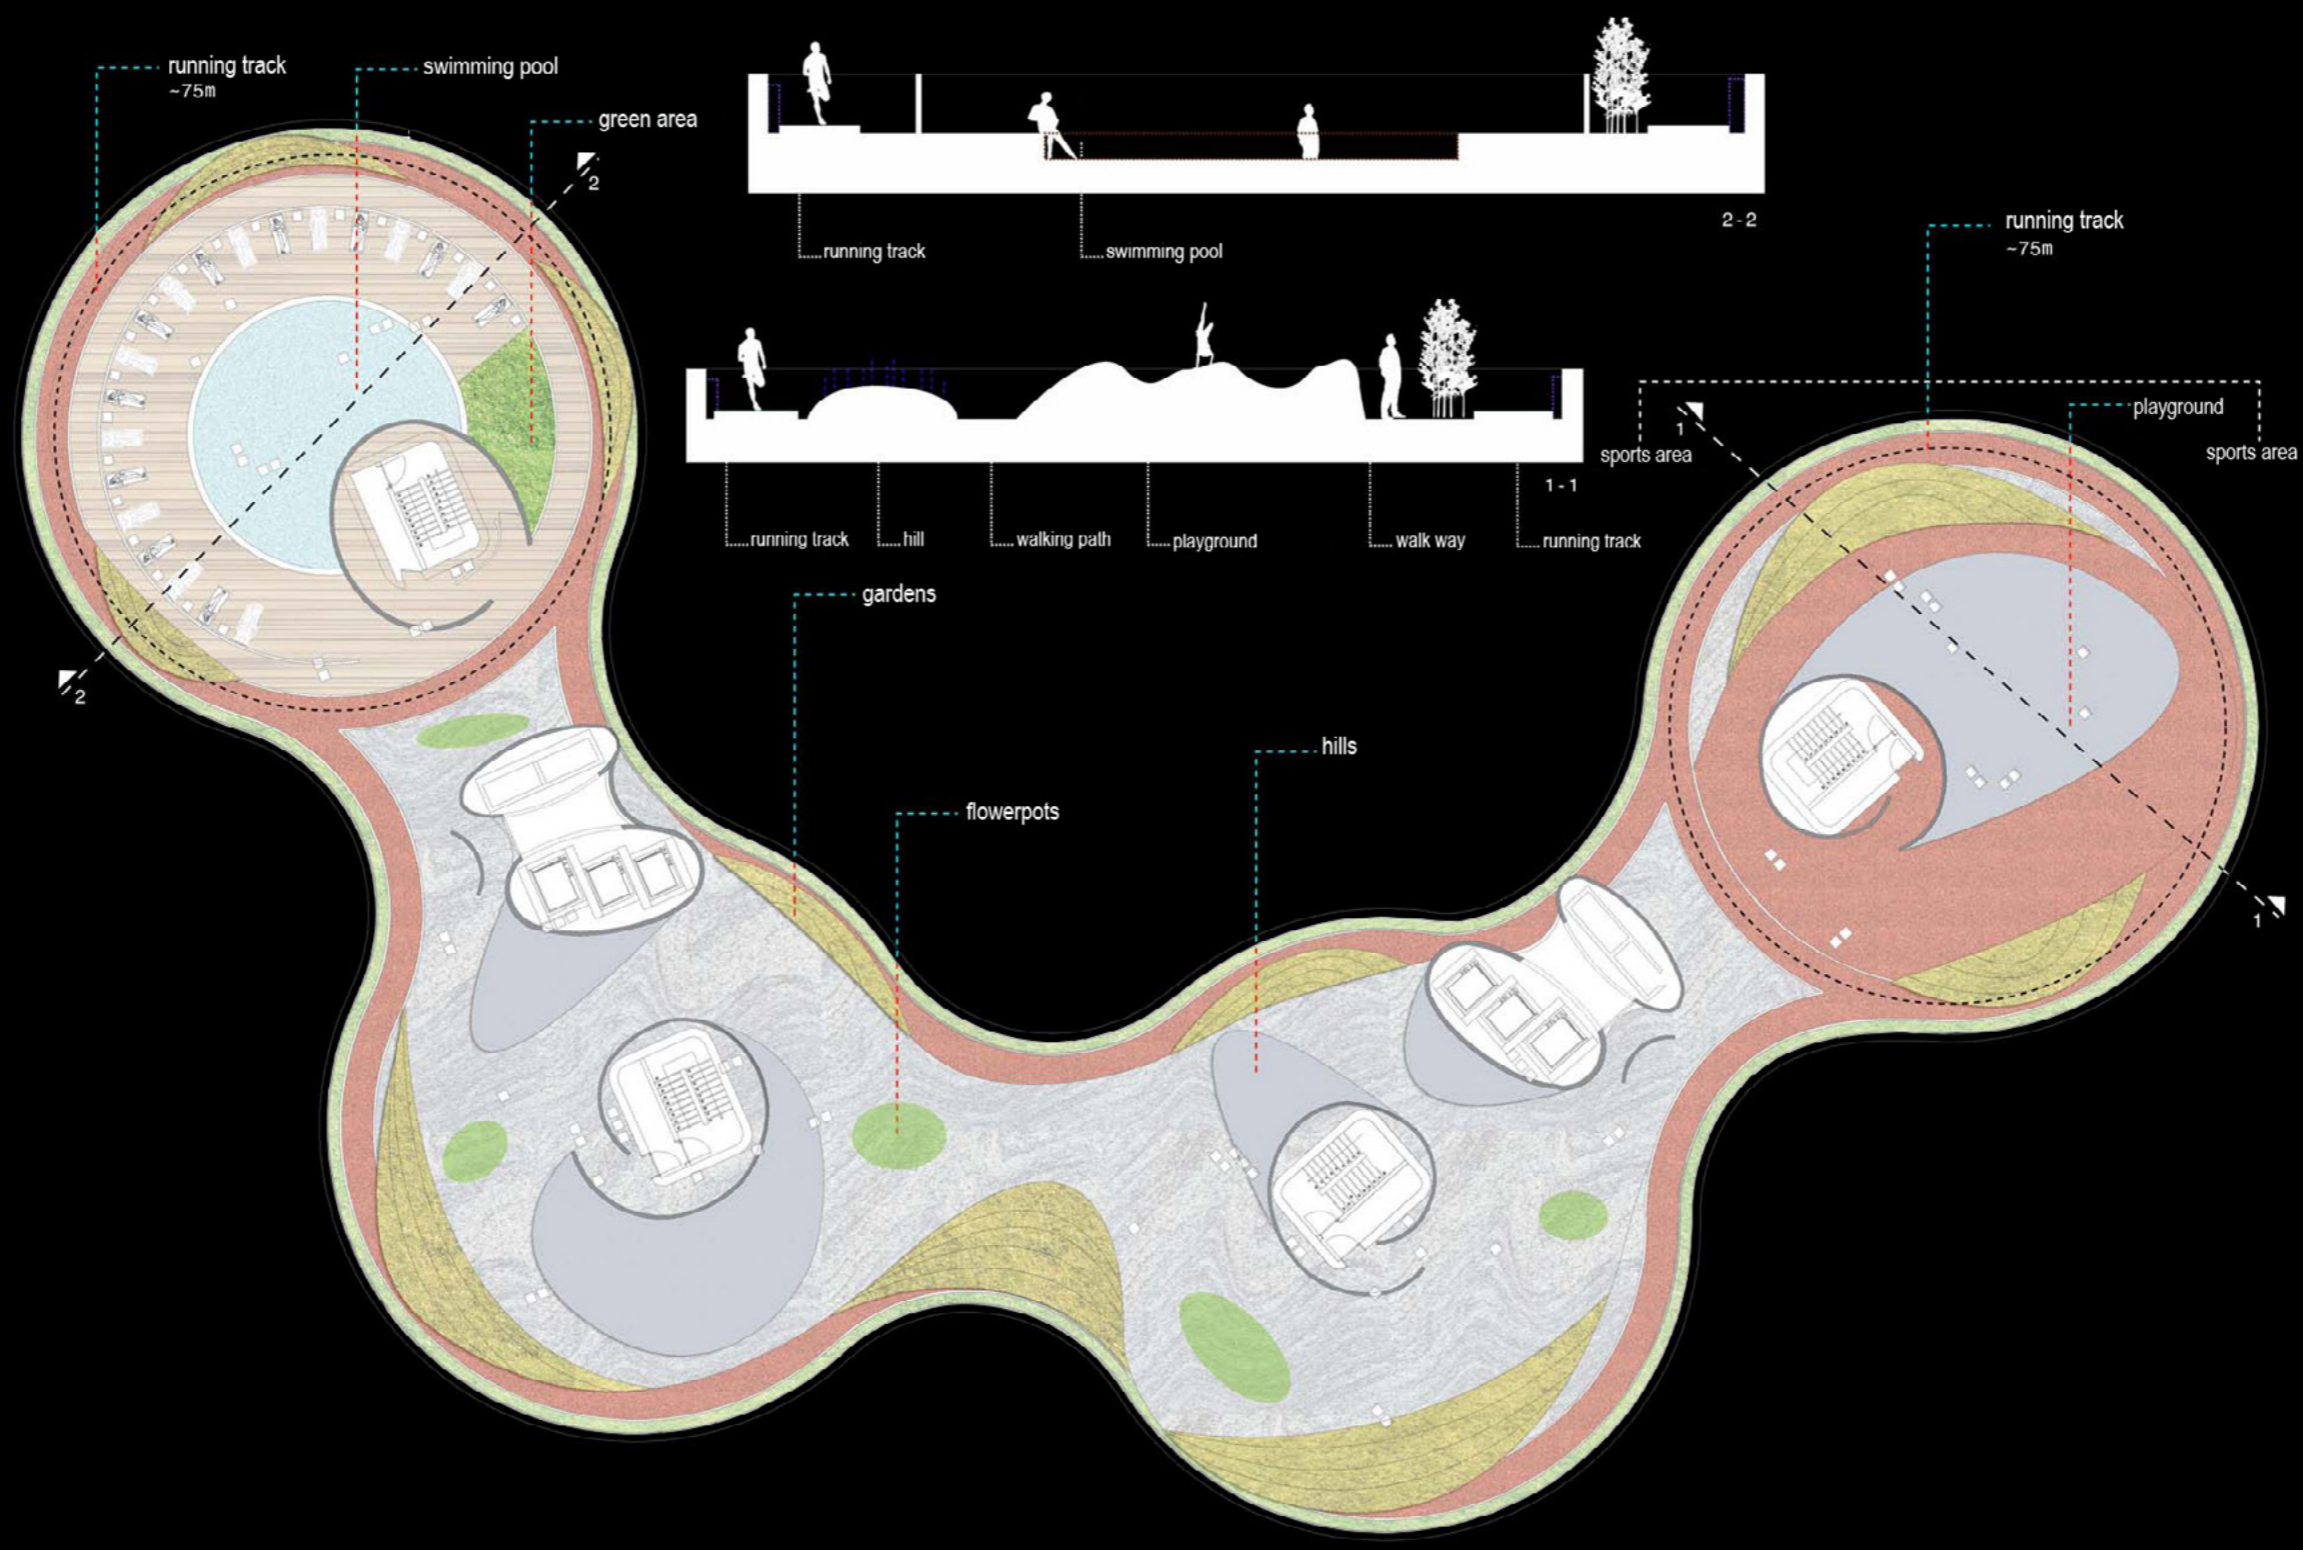 running track
~75m
swimming pool
green area
2
2
running track
swimming pool
2 - 2
running track
hill
walking path
playground
walk way
running track
1 - 1
running track
~75m
playground
sports area
sports area
1
1
gardens
flowerpots
hills